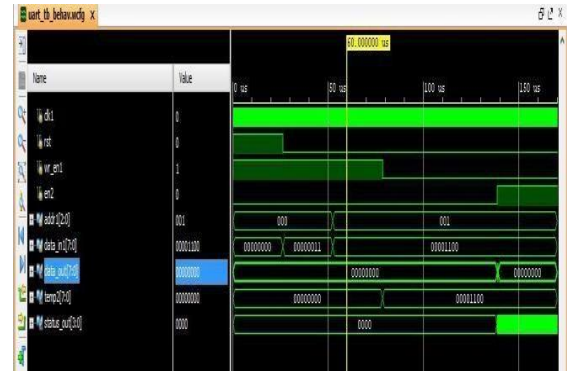 uart_tb_behav.wcfg
60.000000 us
Name Value
0 us 50 us 100 us 150 us
clk1 0
rst 0
wr_en1 1
en2 0
addr1[2:0] 001 000 001
data_in1[7:0] 00001100 00000000 00000011 00001100
data_out[7:0] 00000000 00000000 00000000
temp2[7:0] 00000000 00000000 00001100
status_out[3:0] 0000 0000